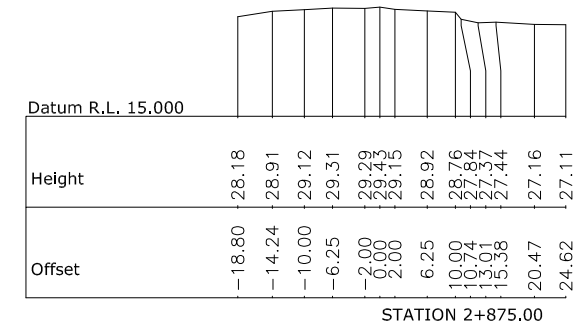 Datum R.L. 15.000
Height 28.18 28.91 29.12 29.31 29.29 29.43 29.15 28.92 28.76 27.84 27.37 27.44 27.16 27.11
Offset -18.80 -14.24 -10.00 -6.25 -2.00 0.00 2.00 6.25 10.00 10.74 13.01 15.38 20.47 24.62
STATION 2+875.00